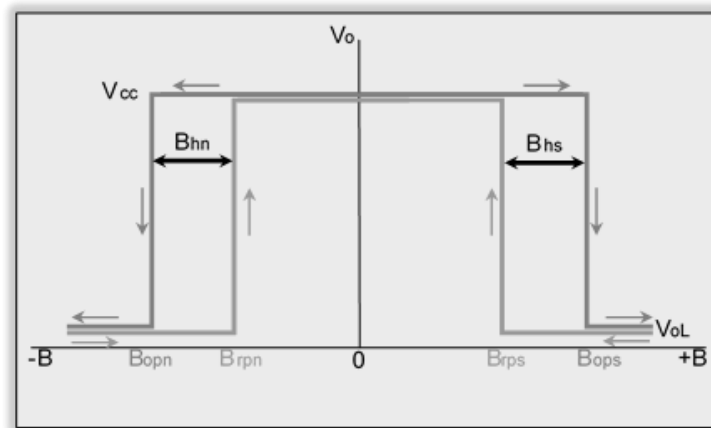 Vo
Vcc
Bhn
Bhs
VoL
-B Bopn Brpn 0 Brps Bops +B